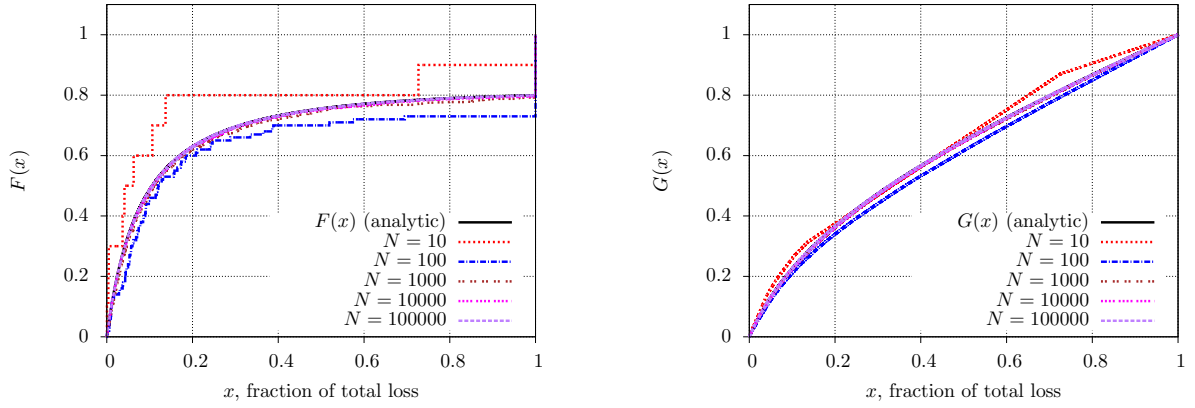 1
0.8
0.6
0.4
0.2
0
F(x)
0 0.2 0.4 0.6 0.8 1
x, fraction of total loss
F(x) (analytic)
N = 10
N = 100
N = 1000
N = 10000
N = 100000
1
0.8
0.6
0.4
0.2
0
G(x)
0 0.2 0.4 0.6 0.8 1
x, fraction of total loss
G(x) (analytic)
N = 10
N = 100
N = 1000
N = 10000
N = 100000